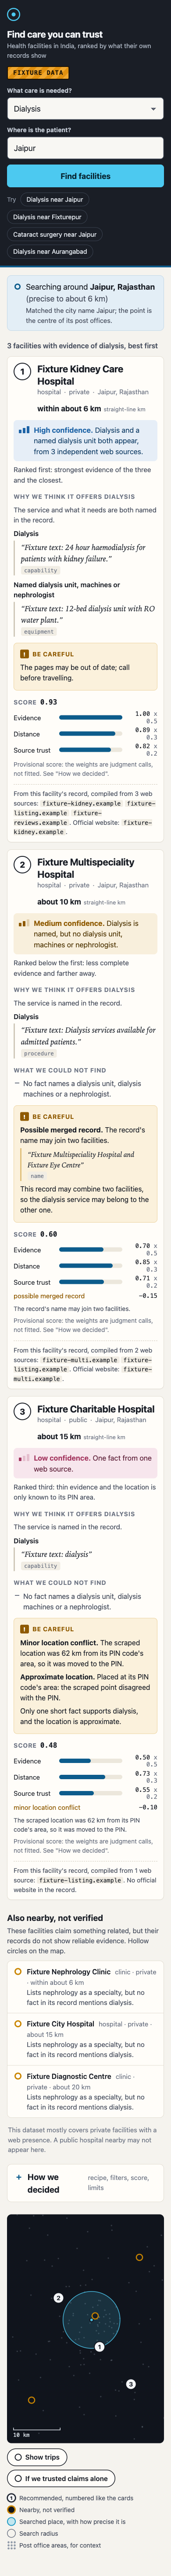 Find care you can trust
Health facilities in India, ranked by what their own
records show
FIXTURE DATA
What care is needed?
Dialysis
Where is the patient?
Jaipur
Find facilities
Try
Dialysis near Jaipur
Dialysis near Fixturepur
Cataract surgery near Jaipur
Dialysis near Aurangabad
Searching around Jaipur, Rajasthan
(precise to about 6 km)
Matched the city name Jaipur; the point is
the centre of its post offices.
3 facilities with evidence of dialysis, best first
1
Fixture Kidney Care
Hospital
hospital · private · Jaipur, Rajasthan
within about 6 km straight-line km
High confidence. Dialysis and a
named dialysis unit both appear,
from 3 independent web sources.
Ranked first: strongest evidence of the three
and the closest.
WHY WE THINK IT OFFERS DIALYSIS
The service and what it needs are both named
in the record.
Dialysis
“Fixture text: 24 hour haemodialysis for
patients with kidney failure.”
capability
Named dialysis unit, machines or
nephrologist
“Fixture text: 12-bed dialysis unit with RO
water plant.”
equipment
! BE CAREFUL
The pages may be out of date; call
before travelling.
SCORE 0.93
Evidence 1.00 x
0.5
Distance 0.89 x
0.3
Source trust 0.82 x
0.2
Provisional score: the weights are judgment calls,
not fitted. See “How we decided”.
From this facility's record, compiled from 3 web
sources: fixture-kidney.example fixture-
listing.example fixture-
reviews.example. Official website: fixture-
kidney.example.
2
Fixture Multispeciality
Hospital
hospital · private · Jaipur, Rajasthan
about 10 km straight-line km
Medium confidence. Dialysis is
named, but no dialysis unit,
machines or nephrologist.
Ranked below the first: less complete
evidence and farther away.
WHY WE THINK IT OFFERS DIALYSIS
The service is named in the record.
Dialysis
“Fixture text: Dialysis services available for
admitted patients.”
procedure
WHAT WE COULD NOT FIND
– No fact names a dialysis unit, dialysis
machines or a nephrologist.
! BE CAREFUL
Possible merged record. The record's
name may join two facilities.
“Fixture Multispeciality Hospital and
Fixture Eye Centre”
name
This record may combine two facilities,
so the dialysis service may belong to the
other one.
SCORE 0.60
Evidence 0.70 x
0.5
Distance 0.85 x
0.3
Source trust 0.71 x
0.2
possible merged record −0.15
The record's name may join two facilities.
Provisional score: the weights are judgment calls,
not fitted. See “How we decided”.
From this facility's record, compiled from 2 web
sources: fixture-multi.example fixture-
listing.example. Official website: fixture-
multi.example.
3
Fixture Charitable Hospital
hospital · public · Jaipur, Rajasthan
about 15 km straight-line km
Low confidence. One fact from one
web source.
Ranked third: thin evidence and the location is
only known to its PIN area.
WHY WE THINK IT OFFERS DIALYSIS
The service is named in the record.
Dialysis
“Fixture text: dialysis”
capability
WHAT WE COULD NOT FIND
– No fact names a dialysis unit, dialysis
machines or a nephrologist.
! BE CAREFUL
Minor location conflict. The scraped
location was 62 km from its PIN code's
area, so it was moved to the PIN.
Approximate location. Placed at its PIN
code's area: the scraped point disagreed
with the PIN.
Only one short fact supports dialysis,
and the location is approximate.
SCORE 0.48
Evidence 0.50 x
0.5
Distance 0.73 x
0.3
Source trust 0.55 x
0.2
minor location conflict −0.10
The scraped location was 62 km from its PIN
code's area, so it was moved to the PIN.
Provisional score: the weights are judgment calls,
not fitted. See “How we decided”.
From this facility's record, compiled from 1 web
source: fixture-listing.example. No official
website in the record.
Also nearby, not verified
These facilities claim something related, but their
records do not show reliable evidence. Hollow
circles on the map.
Fixture Nephrology Clinic clinic · private
· within about 6 km
Lists nephrology as a specialty, but no
fact in its record mentions dialysis.
Fixture City Hospital hospital · private ·
about 15 km
Lists nephrology as a specialty, but no
fact in its record mentions dialysis.
Fixture Diagnostic Centre clinic ·
private · about 20 km
Lists nephrology as a specialty, but no
fact in its record mentions dialysis.
This dataset mostly covers private facilities with a
web presence. A public hospital nearby may not
appear here.
+ How we
decided
recipe, filters, score,
limits
2
1
3
10 km
Show trips
If we trusted claims alone
1 Recommended, numbered like the cards
Nearby, not verified
Searched place, with how precise it is
Search radius
Post office areas, for context